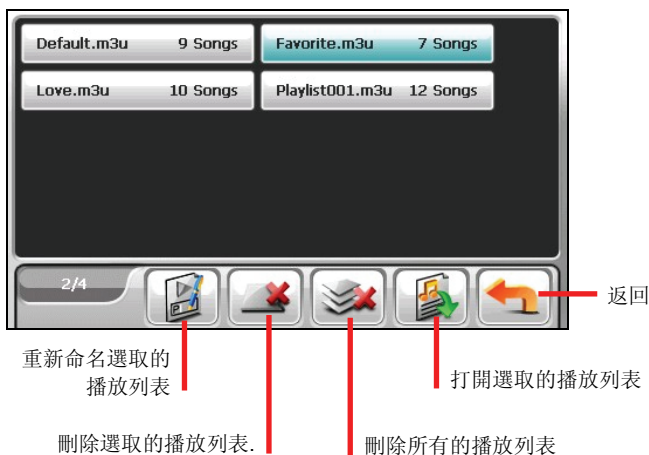 Default.m3u 9 Songs
Favorite.m3u 7 Songs
Love.m3u 10 Songs
Playlist001.m3u 12 Songs
2/4
返回
重新命名選取的
播放列表
打開選取的播放列表
刪除選取的播放列表.
刪除所有的播放列表